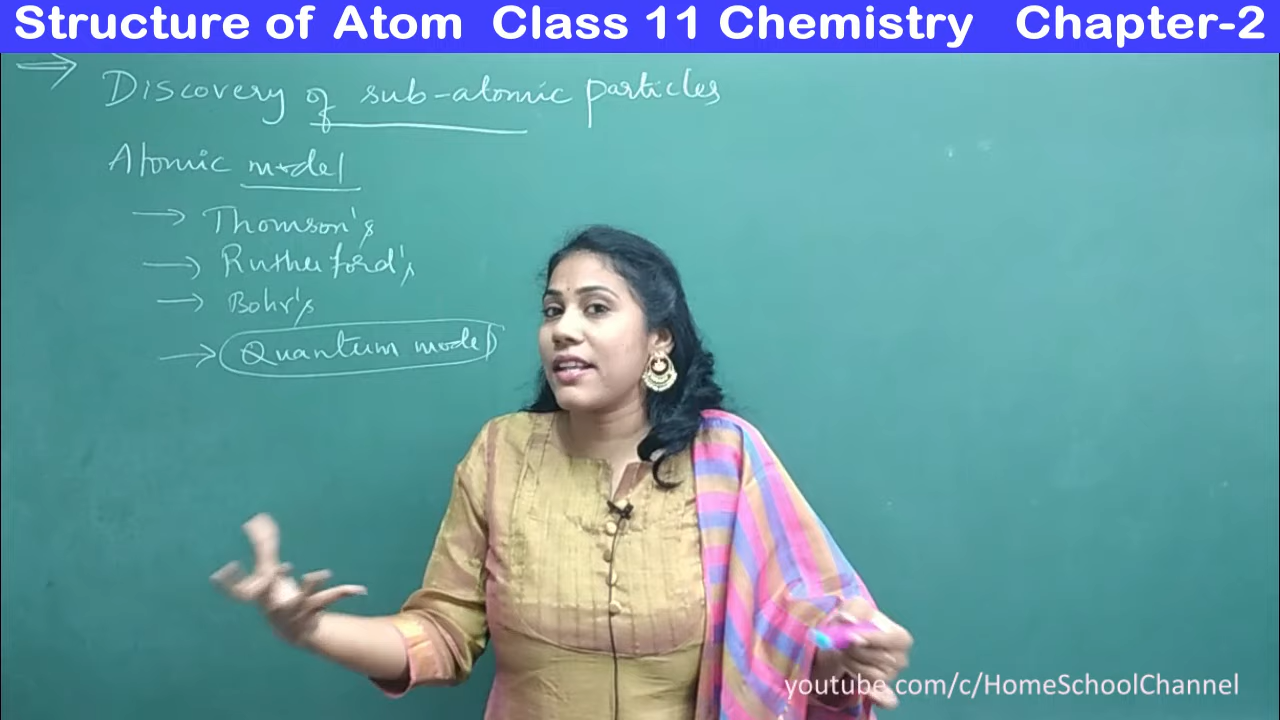 Structure of Atom Class 11 Chemistry Chapter-2
⇒ Discovery of sub-atomic particles
Atomic model
→ Thomson's
→ Rutherford's
→ Bohr's
→ Quantum model
youtube.com/c/HomeSchoolChannel